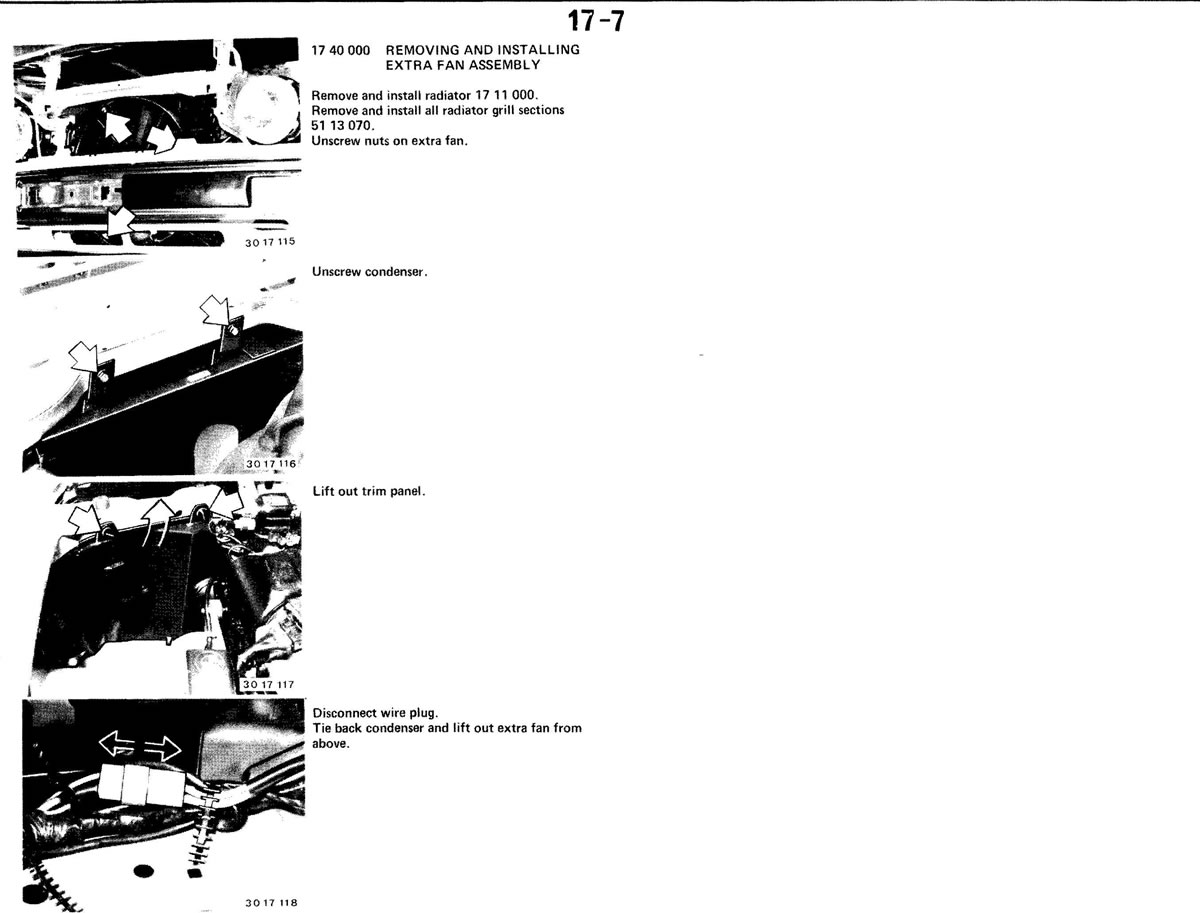 17-7
17 40 000 REMOVING AND INSTALLING
EXTRA FAN ASSEMBLY
Remove and install radiator 17 11 000.
Remove and install all radiator grill sections
51 13 070.
Unscrew nuts on extra fan.
30 17 115
Unscrew condenser.
30 17 116
Lift out trim panel.
30 17 117
Disconnect wire plug.
Tie back condenser and lift out extra fan from
above.
30 17 118